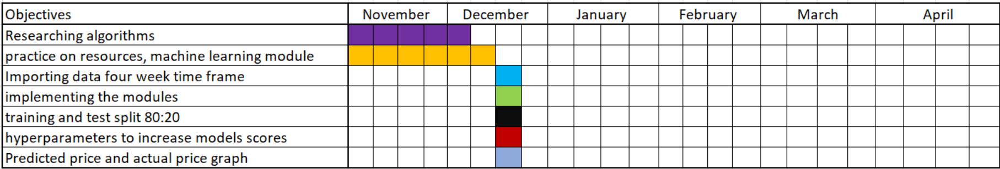 Objectives November December January February March April
Researching algorithms
practice on resources, machine learning module
Importing data four week time frame
implementing the modules
training and test split 80:20
hyperparameters to increase models scores
Predicted price and actual price graph